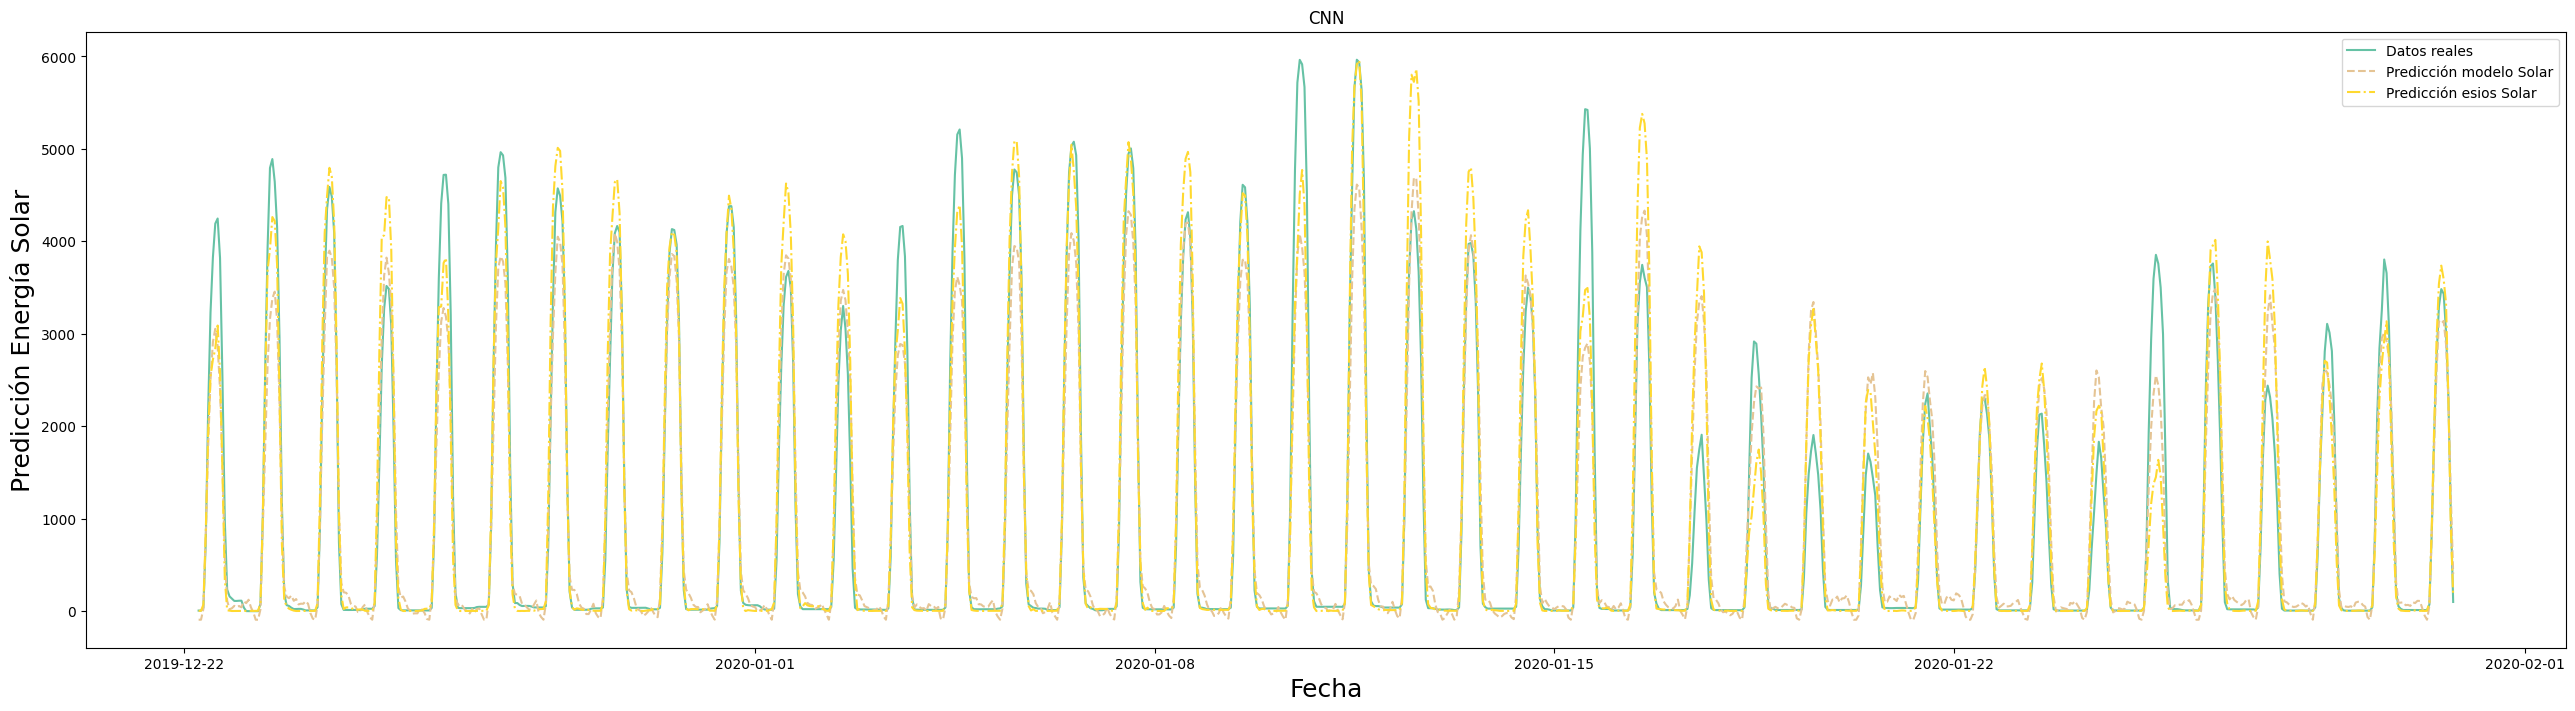 CNN
Datos reales
Predicción modelo Solar
Predicción esios Solar
Predicción Energía Solar
6000
5000
4000
3000
2000
1000
0
2019-12-22
2020-01-01
2020-01-08
2020-01-15
2020-01-22
2020-02-01
Fecha